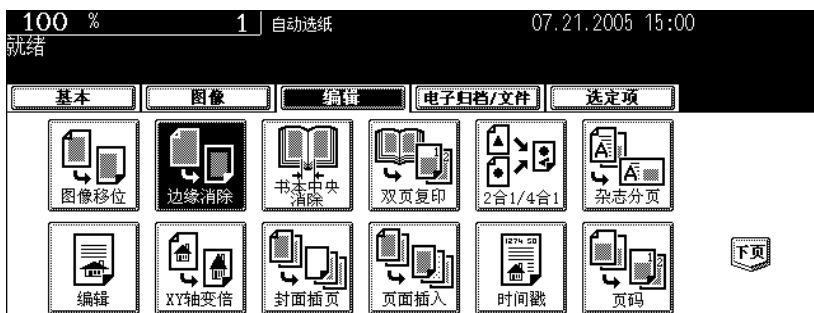 100 % 1 自动选纸 07.21.2005 15:00
就绪
基本 图像 编辑 电子归档/文件 选定项
图像移位 边缘消除 书本中央消除 双页复印 2合1/4合1 杂志分页
编辑 XY轴变倍 封面插页 页面插入 时间戳 页码 下页